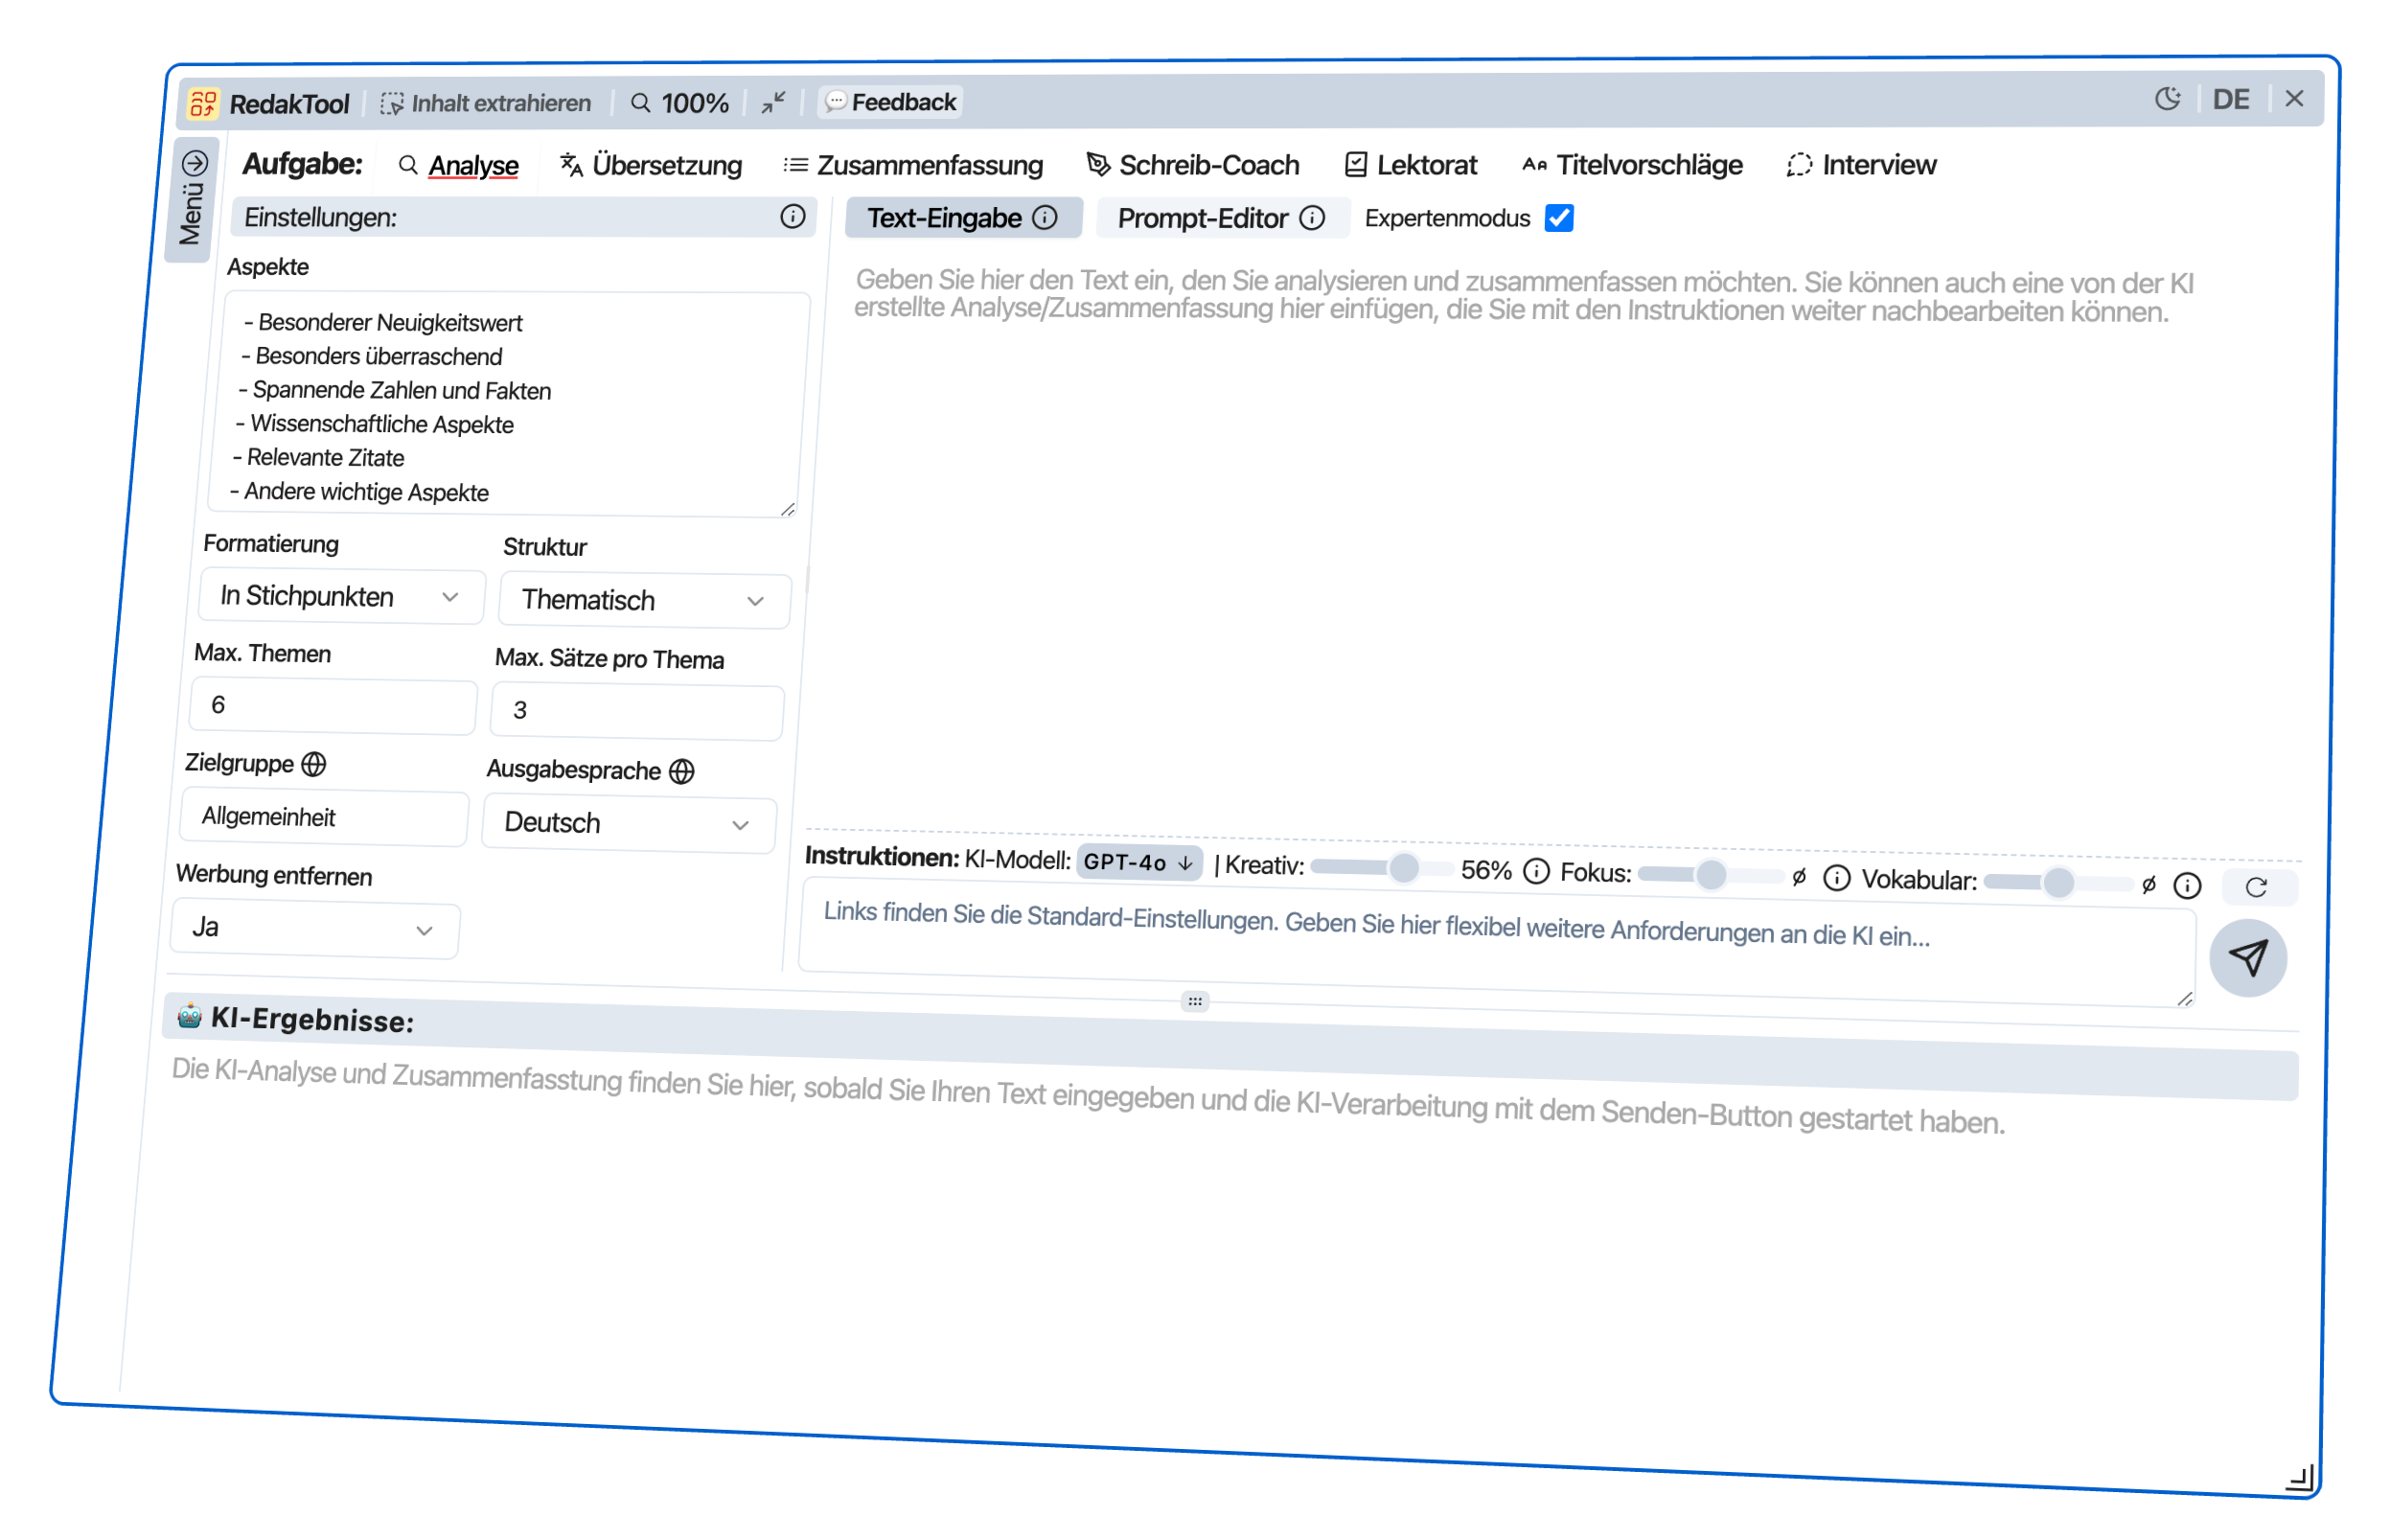 RedakTool Inhalt extrahieren 100% Feedback DE
Menü
Aufgabe: Analyse Übersetzung Zusammenfassung Schreib-Coach Lektorat Titelvorschläge Interview
Einstellungen:
Aspekte
- Besonderer Neuigkeitswert
- Besonders überraschend
- Spannende Zahlen und Fakten
- Wissenschaftliche Aspekte
- Relevante Zitate
- Andere wichtige Aspekte
Formatierung Struktur
In Stichpunkten Thematisch
Max. Themen Max. Sätze pro Thema
6 3
Zielgruppe Ausgabesprache
Allgemeinheit Deutsch
Werbung entfernen
Ja
Text-Eingabe Prompt-Editor Expertenmodus
Geben Sie hier den Text ein, den Sie analysieren und zusammenfassen möchten. Sie können auch eine von der KI
erstellte Analyse/Zusammenfassung hier einfügen, die Sie mit den Instruktionen weiter nachbearbeiten können.
Instruktionen: KI-Modell: GPT-4o ↓ | Kreativ: 56% Fokus: ø Vokabular: ø
Links finden Sie die Standard-Einstellungen. Geben Sie hier flexibel weitere Anforderungen an die KI ein...
KI-Ergebnisse:
Die KI-Analyse und Zusammenfasstung finden Sie hier, sobald Sie Ihren Text eingegeben und die KI-Verarbeitung mit dem Senden-Button gestartet haben.